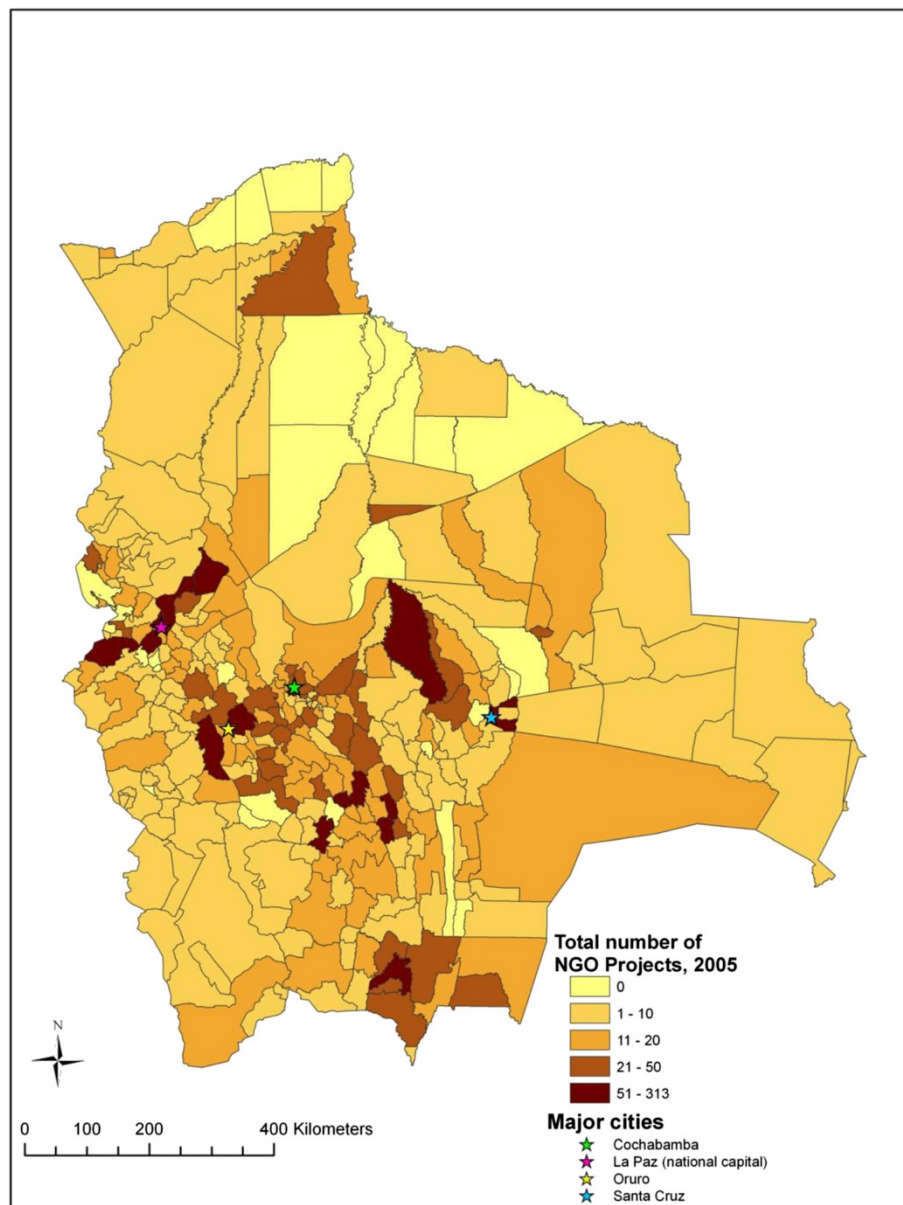 Total number of
NGO Projects, 2005
0
1 - 10
11 - 20
21 - 50
51 - 313
N
0 100 200 400 Kilometers
Major cities
Cochabamba
La Paz (national capital)
Oruro
Santa Cruz